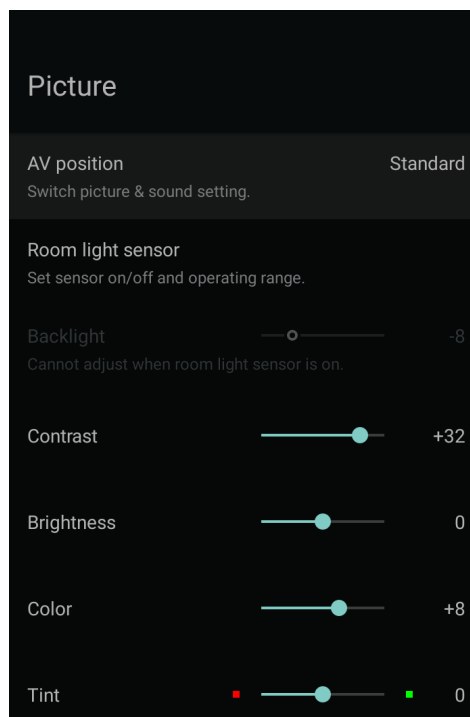 Picture
AV position Standard
Switch picture & sound setting.
Room light sensor
Set sensor on/off and operating range.
Backlight -8
Cannot adjust when room light sensor is on.
Contrast +32
Brightness 0
Color +8
Tint 0